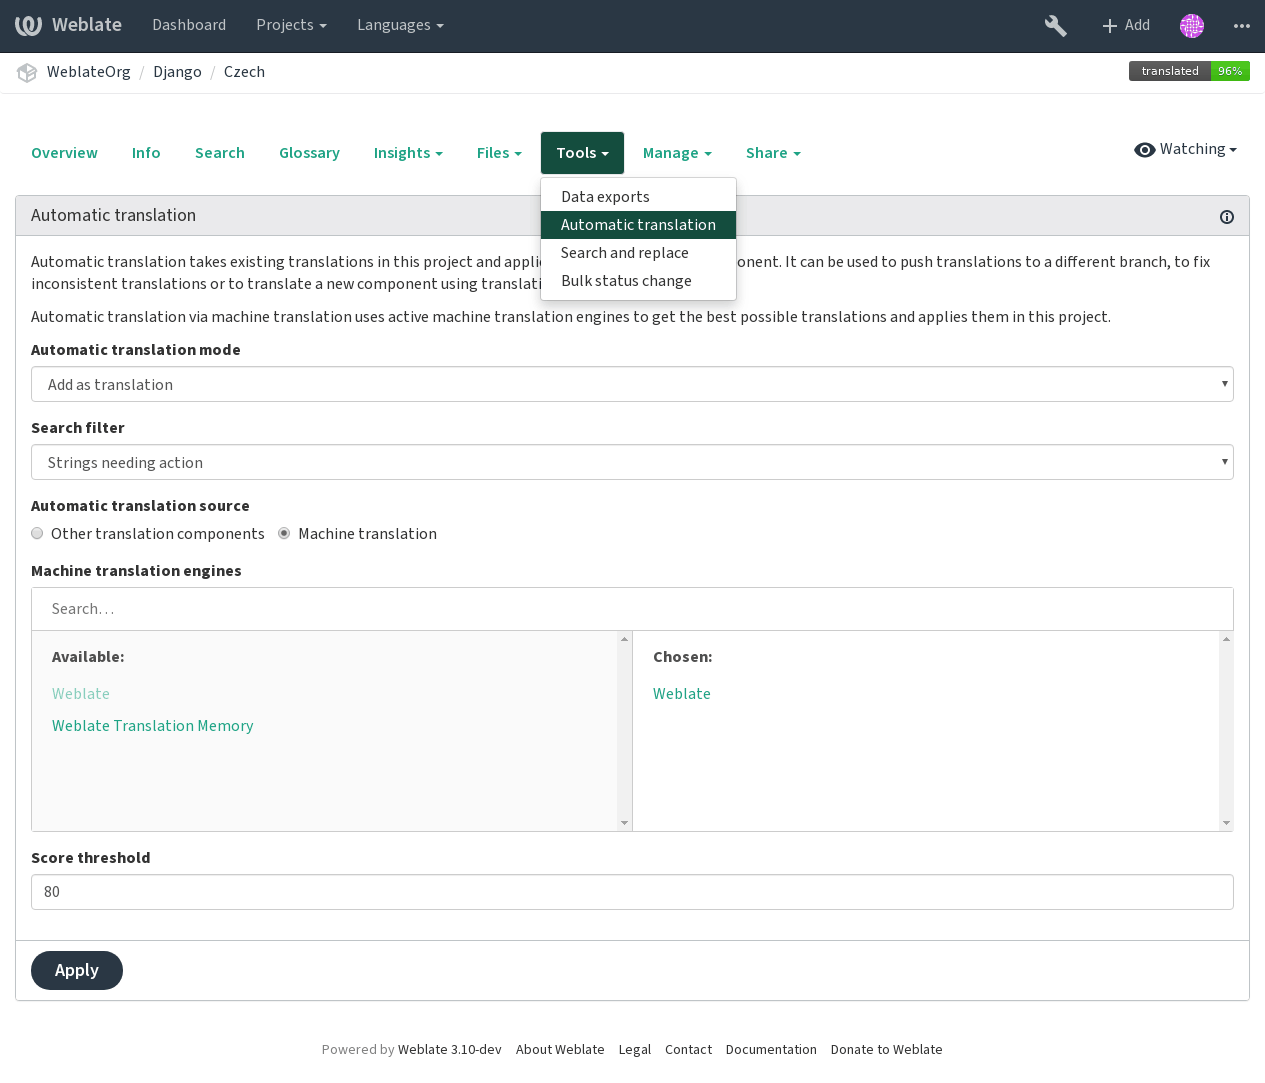 Weblate Dashboard Projects Languages Add
WeblateOrg / Django / Czech translated 96%
Overview Info Search Glossary Insights Files Tools Manage Share Watching
Data exports
Automatic translation
Search and replace
Bulk status change
Automatic translation
Automatic translation takes existing translations in this project and applie onent. It can be used to push translations to a different branch, to fix
inconsistent translations or to translate a new component using translati
Automatic translation via machine translation uses active machine translation engines to get the best possible translations and applies them in this project.
Automatic translation mode
Add as translation
Search filter
Strings needing action
Automatic translation source
Other translation components Machine translation
Machine translation engines
Search…
Available: Chosen:
Weblate Weblate
Weblate Translation Memory
Score threshold
80
Apply
Powered by Weblate 3.10-dev About Weblate Legal Contact Documentation Donate to Weblate